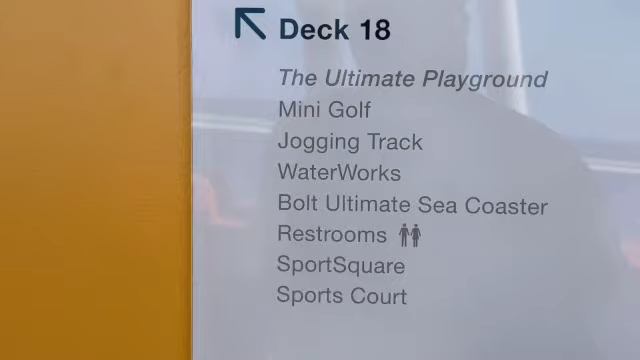 Deck 18
The Ultimate Playground
Mini Golf
Jogging Track
WaterWorks
Bolt Ultimate Sea Coaster
Restrooms
SportSquare
Sports Court